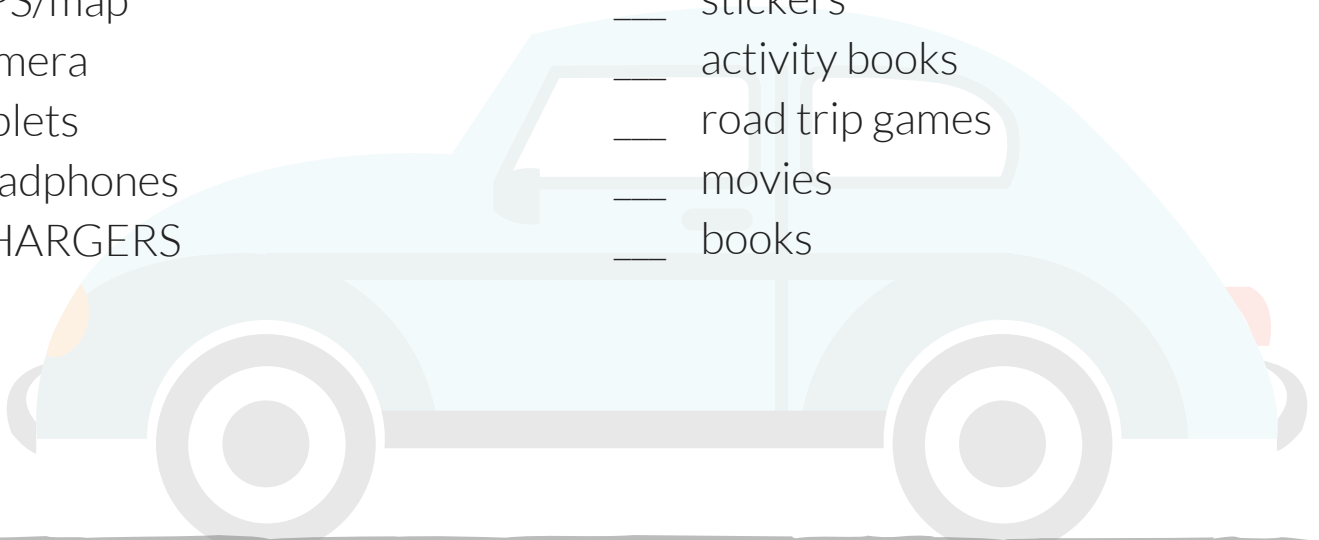 PS/map
mera
blets
adphones
HARGERS
___ stickers
___ activity books
___ road trip games
___ movies
___ books